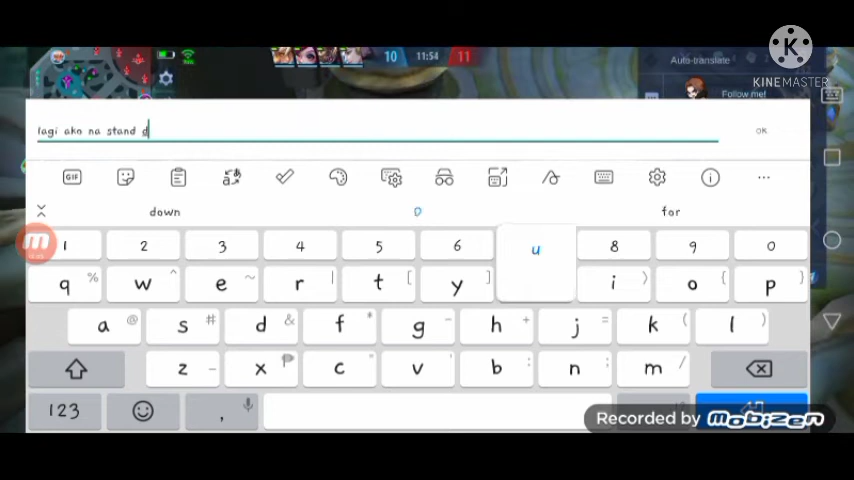 10 11:54 11
Auto-translate
Follow me!
K
KINEMASTER
lagi ako na stand d
OK
GIF
down D for
1 2 3 4 5 6 u 8 9 0
q % w ^ e ~ r | t [ y ] i ) o { p }
a @ s # d & f * g - h + j = k ( l )
z _ x c " v ' b : n ; m /
123 ,
Recorded by mobizen